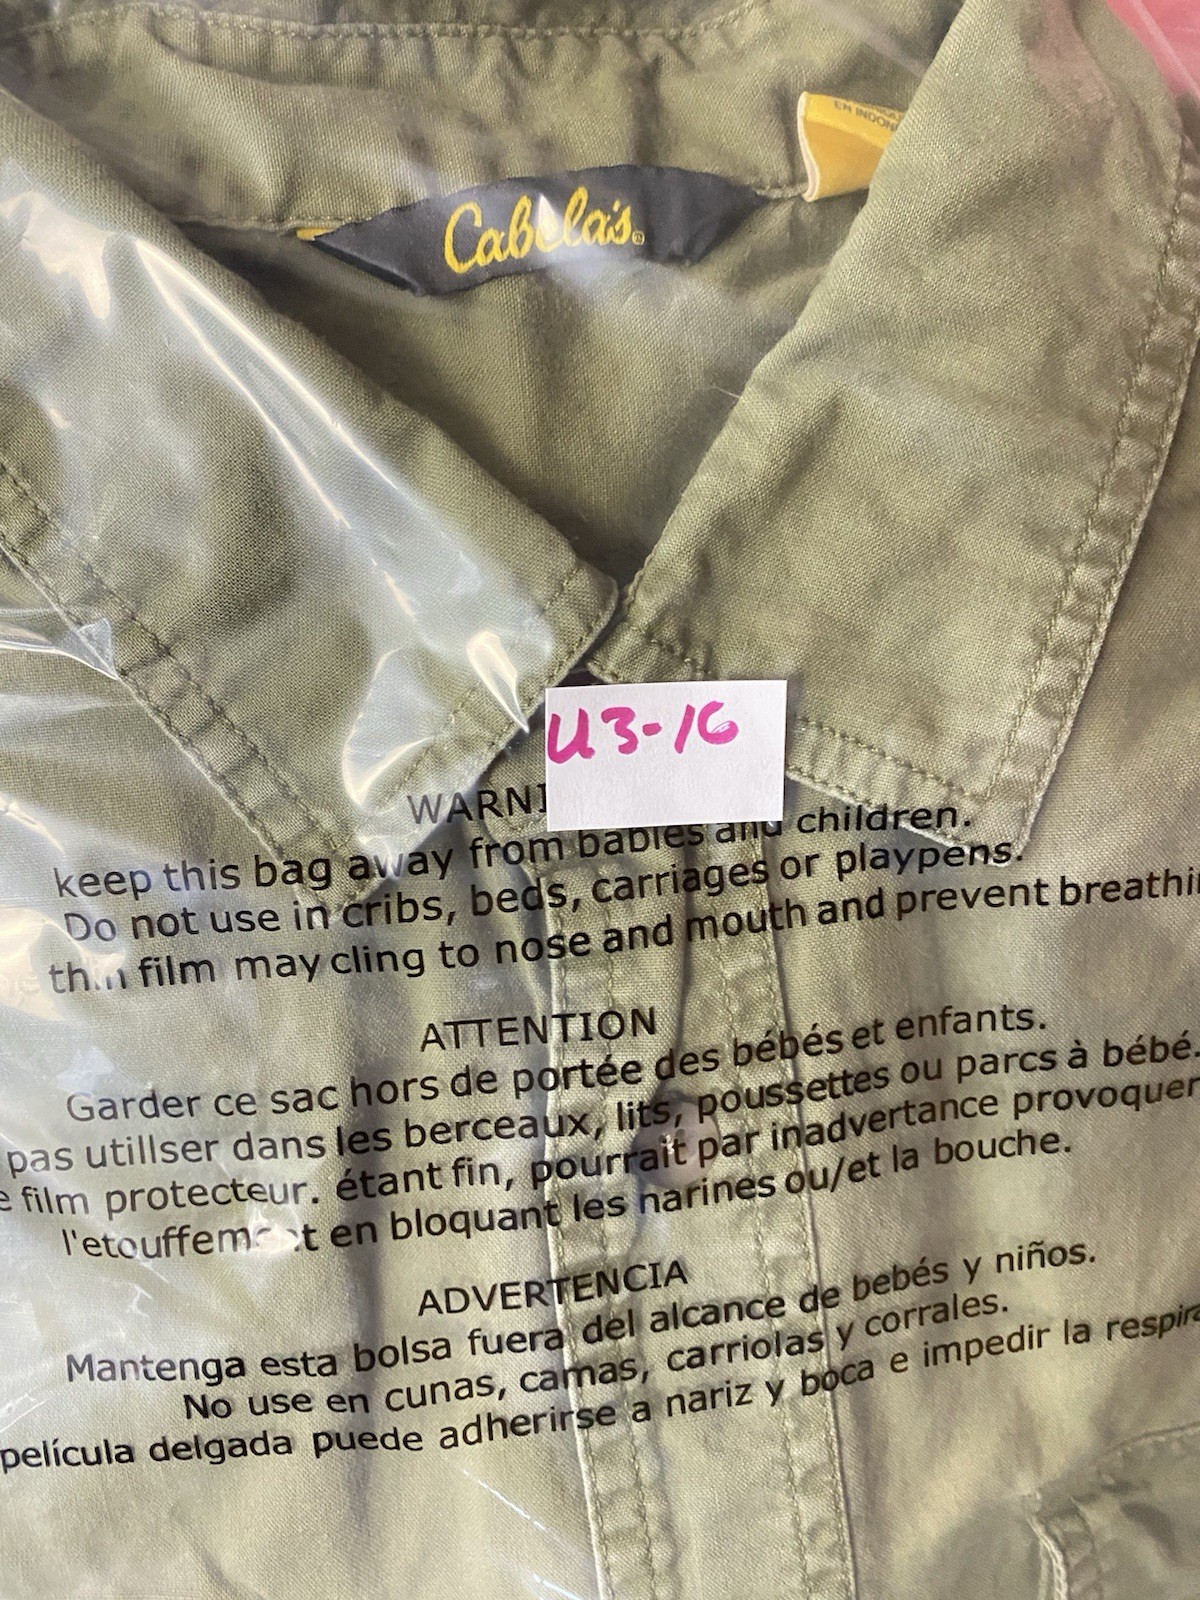 EN INDON
Cabela's®
U3-16
WARNI
keep this bag away from babies and children.
Do not use in cribs, beds, carriages or playpens.
film may cling to nose and mouth and prevent breathi
ATTENTION
Garder ce sac hors de portée des bébés et enfants.
pas utillser dans les berceaux, lits, poussettes ou parcs à bébé.
e film protecteur. étant fin, pourrait par inadvertance provoquer
en bloquant les narines ou/et la bouche.
ADVERTENCIA
Mantenga esta bolsa fuera del alcance de bebés y niños.
No use en cunas, camas, carriolas y corrales.
película delgada puede adherirse a nariz y boca e impedir la respira